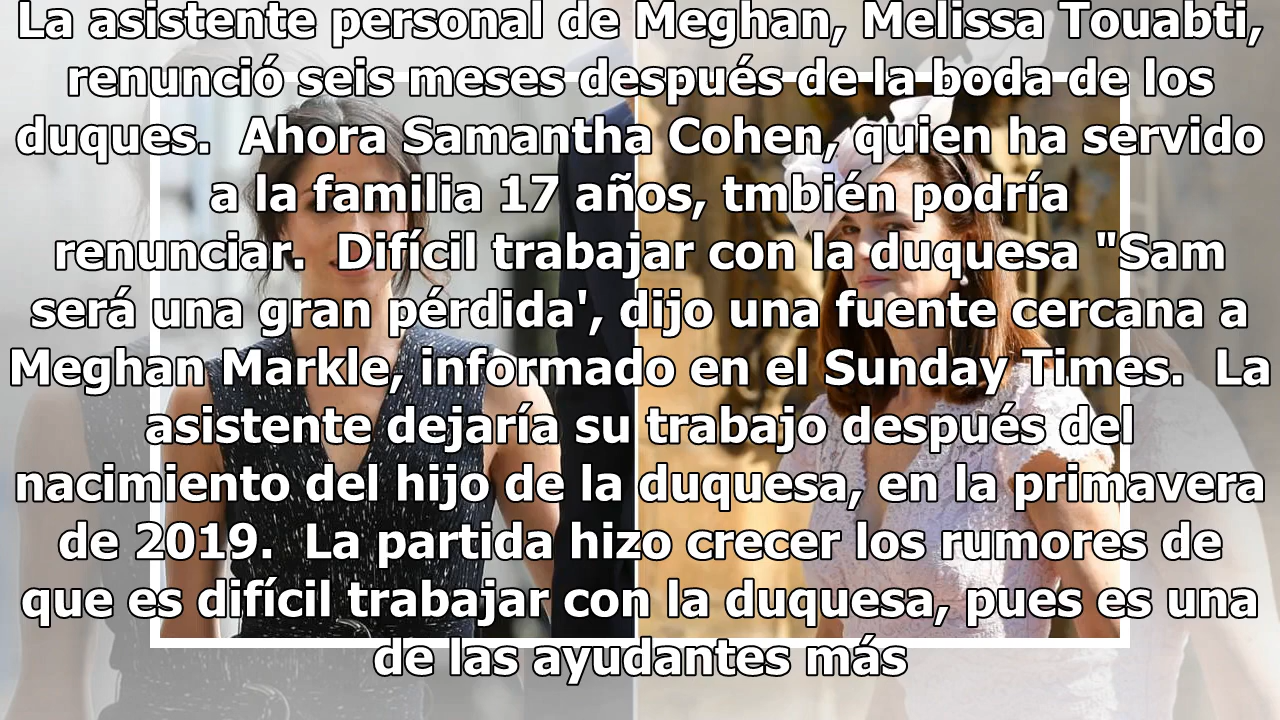 La asistente personal de Meghan, Melissa Touabti,
renunció seis meses después de la boda de los
duques.  Ahora Samantha Cohen, quien ha servido
a la familia 17 años, tmbién podría
renunciar.  Difícil trabajar con la duquesa "Sam
será una gran pérdida', dijo una fuente cercana a
Meghan Markle, informado en el Sunday Times.  La
asistente dejaría su trabajo después del
nacimiento del hijo de la duquesa, en la primavera
de 2019.  La partida hizo crecer los rumores de
que es difícil trabajar con la duquesa, pues es una
de las ayudantes más